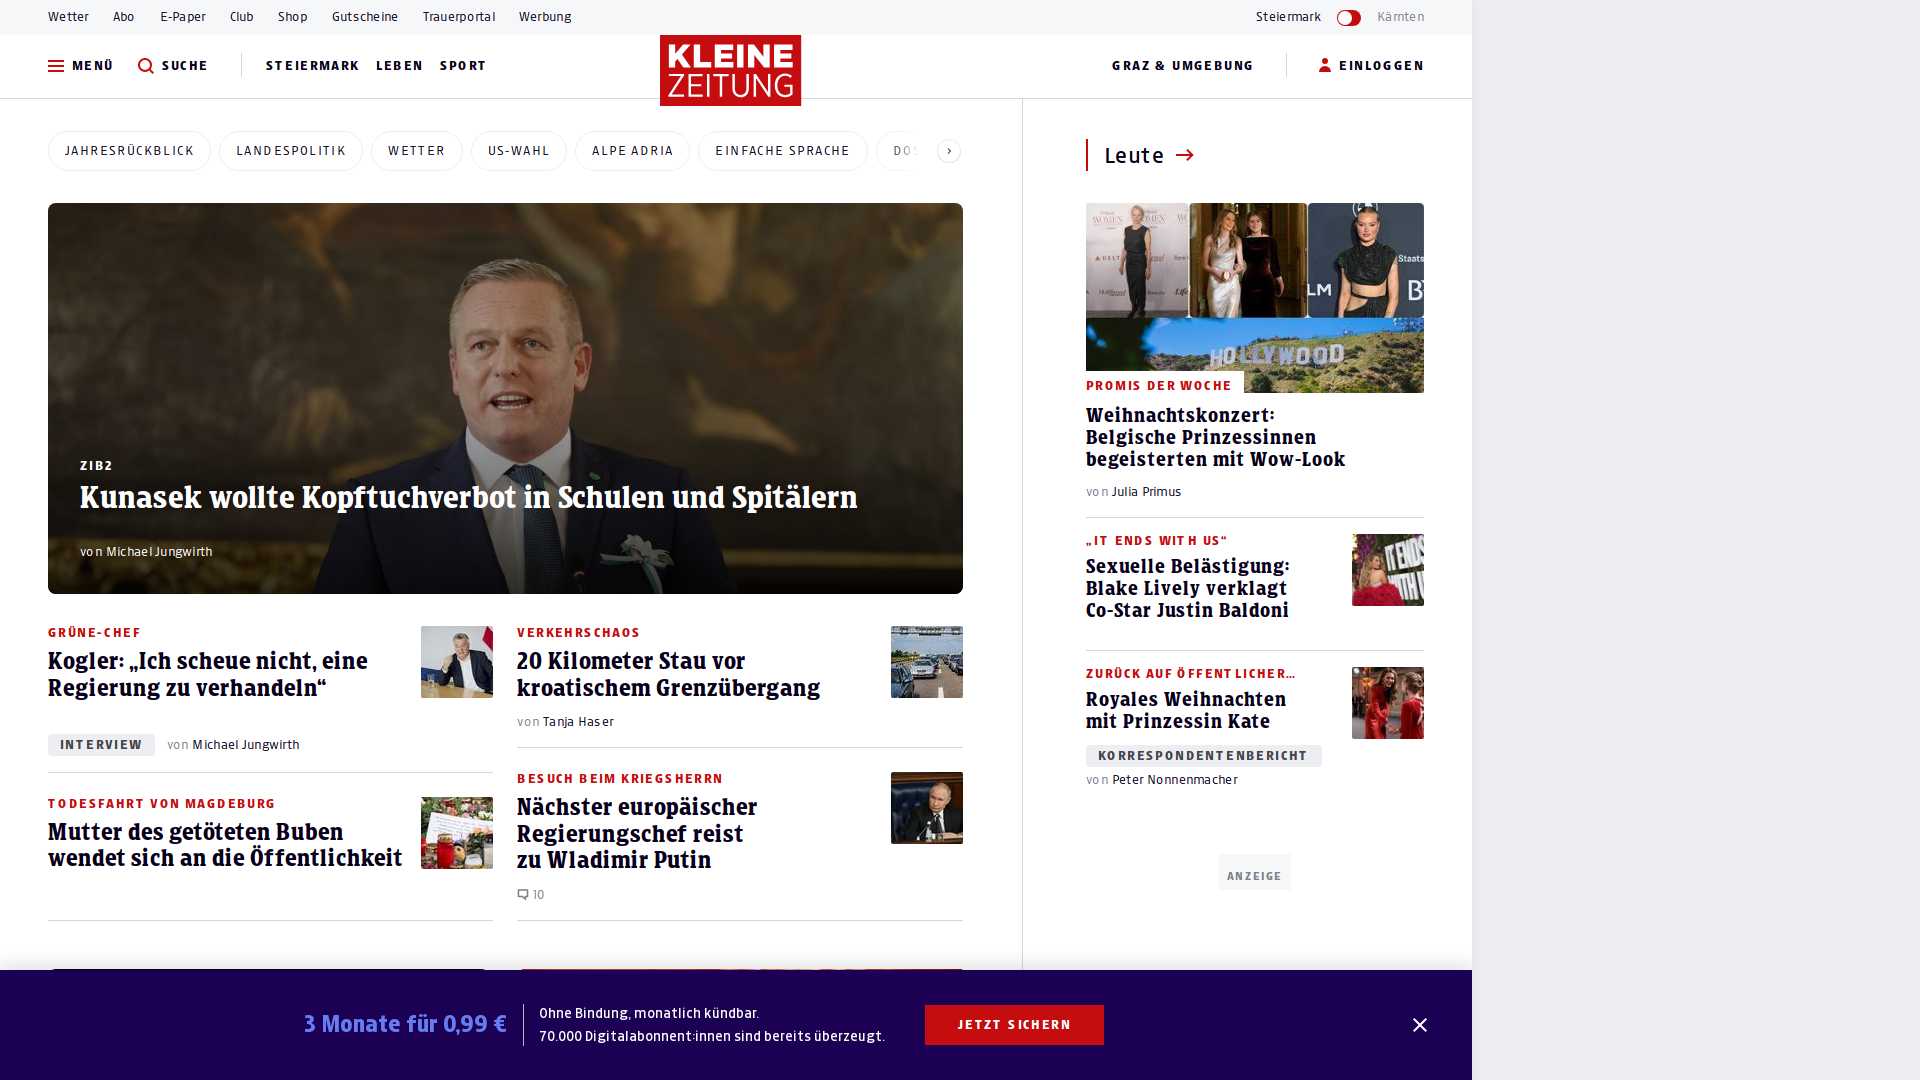 Wetter Abo E-Paper Club Shop Gutscheine Trauerportal Werbung Steiermark Kärnten
MENÜ SUCHE STEIERMARK LEBEN SPORT KLEINE ZEITUNG GRAZ & UMGEBUNG EINLOGGEN
JAHRESRÜCKBLICK LANDESPOLITIK WETTER US-WAHL ALPE ADRIA EINFACHE SPRACHE
ZIB2
Kunasek wollte Kopftuchverbot in Schulen und Spitälern
von Michael Jungwirth
GRÜNE-CHEF
Kogler: „Ich scheue nicht, eine
Regierung zu verhandeln“
INTERVIEW von Michael Jungwirth
TODESFAHRT VON MAGDEBURG
Mutter des getöteten Buben
wendet sich an die Öffentlichkeit
VERKEHRSCHAOS
20 Kilometer Stau vor
kroatischem Grenzübergang
von Tanja Haser
BESUCH BEIM KRIEGSHERRN
Nächster europäischer
Regierungschef reist
zu Wladimir Putin
10
Leute
HOLLYWOOD
PROMIS DER WOCHE
Weihnachtskonzert:
Belgische Prinzessinnen
begeisterten mit Wow-Look
von Julia Primus
„IT ENDS WITH US“
Sexuelle Belästigung:
Blake Lively verklagt
Co-Star Justin Baldoni
ZURÜCK AUF ÖFFENTLICHER...
Royales Weihnachten
mit Prinzessin Kate
KORRESPONDENTENBERICHT
von Peter Nonnenmacher
ANZEIGE
3 Monate für 0,99 €
Ohne Bindung, monatlich kündbar.
70.000 Digitalabonnent:innen sind bereits überzeugt.
JETZT SICHERN